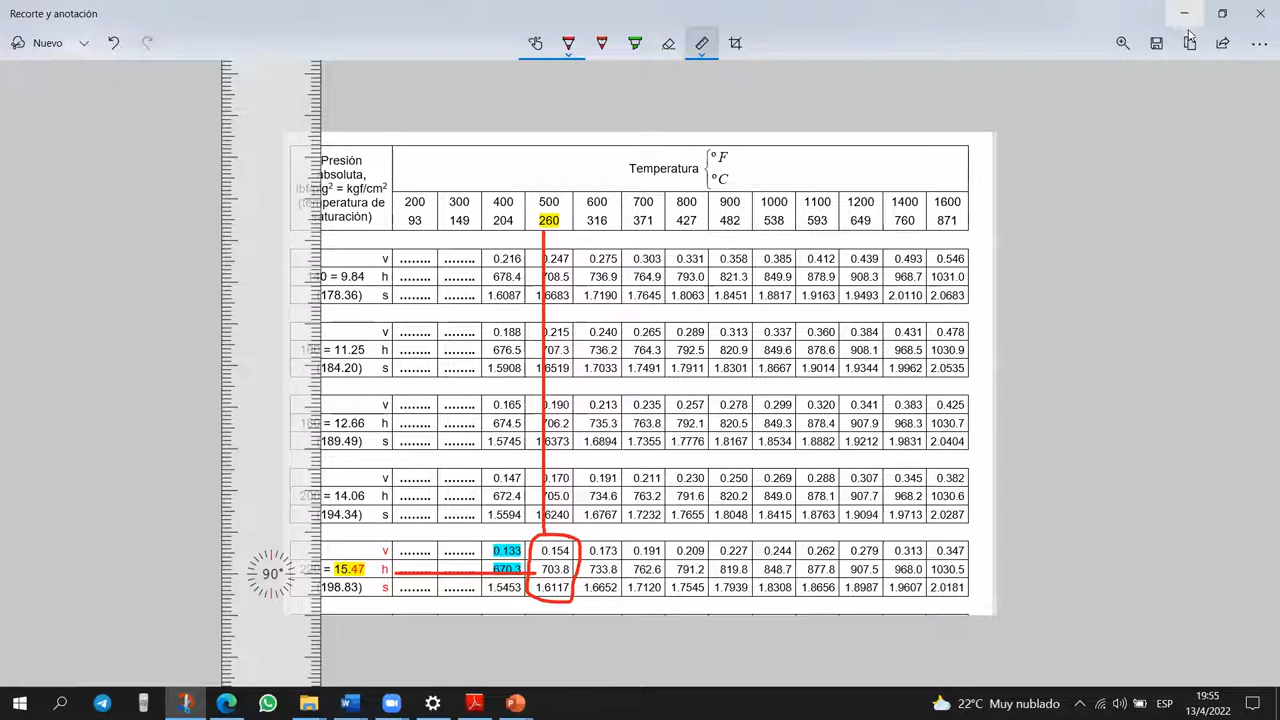 Recorte y anotación
Nuevo
Presión
absoluta,
lbf/plg² = kgf/cm²
(temperatura de
saturación)
Temperatura {°F
°C
200 300 400 500 600 700 800 900 1000 1100 1200 1400 1600
93 149 204 260 316 371 427 482 538 593 649 760 871
v ........ ........ 0.216 0.247 0.275 0.303 0.331 0.358 0.385 0.412 0.439 0.493 0.546
= 9.84 h ........ ........ 678.4 708.5 736.9 764.9 793.0 821.3 849.9 878.9 908.3 968.7 1031.0
(178.36) s ........ ........ 1.6087 1.6683 1.7190 1.7645 1.8063 1.8451 1.8817 1.9163 1.9493 2.0110 2.0683
v ........ ........ 0.188 0.215 0.240 0.265 0.289 0.313 0.337 0.360 0.384 0.431 0.478
= 11.25 h ........ ........ 676.5 707.3 736.2 764.3 792.5 820.9 849.6 878.6 908.1 968.5 1030.9
(184.20) s ........ ........ 1.5908 1.6519 1.7033 1.7491 1.7911 1.8301 1.8667 1.9014 1.9344 1.9962 2.0535
v ........ ........ 0.165 0.190 0.213 0.235 0.257 0.278 0.299 0.320 0.341 0.383 0.425
180 = 12.66 h ........ ........ 674.5 706.2 735.3 763.8 792.1 820.5 849.3 878.4 907.9 968.3 1030.7
(189.49) s ........ ........ 1.5745 1.6373 1.6894 1.7355 1.7776 1.8167 1.8534 1.8882 1.9212 1.9831 2.0404
v ........ ........ 0.147 0.170 0.191 0.211 0.230 0.250 0.269 0.288 0.307 0.345 0.382
200 = 14.06 h ........ ........ 672.4 705.0 734.6 763.2 791.6 820.2 849.0 878.1 907.7 968.2 1030.6
(194.34) s ........ ........ 1.5594 1.6240 1.6767 1.7232 1.7655 1.8048 1.8415 1.8763 1.9094 1.9713 2.0287
v ........ ........ 0.133 0.154 0.173 0.191 0.209 0.227 0.244 0.262 0.279 0.313 0.347
= 15.47 h ........ ........ 670.3 703.8 733.8 762.6 791.2 819.8 848.7 877.8 907.5 968.0 1030.5
(198.83) s ........ ........ 1.5453 1.6117 1.6652 1.7120 1.7545 1.7939 1.8308 1.8656 1.8987 1.9607 2.0181
90°
22°C Muy nublado
ESP
19:55
13/4/2022